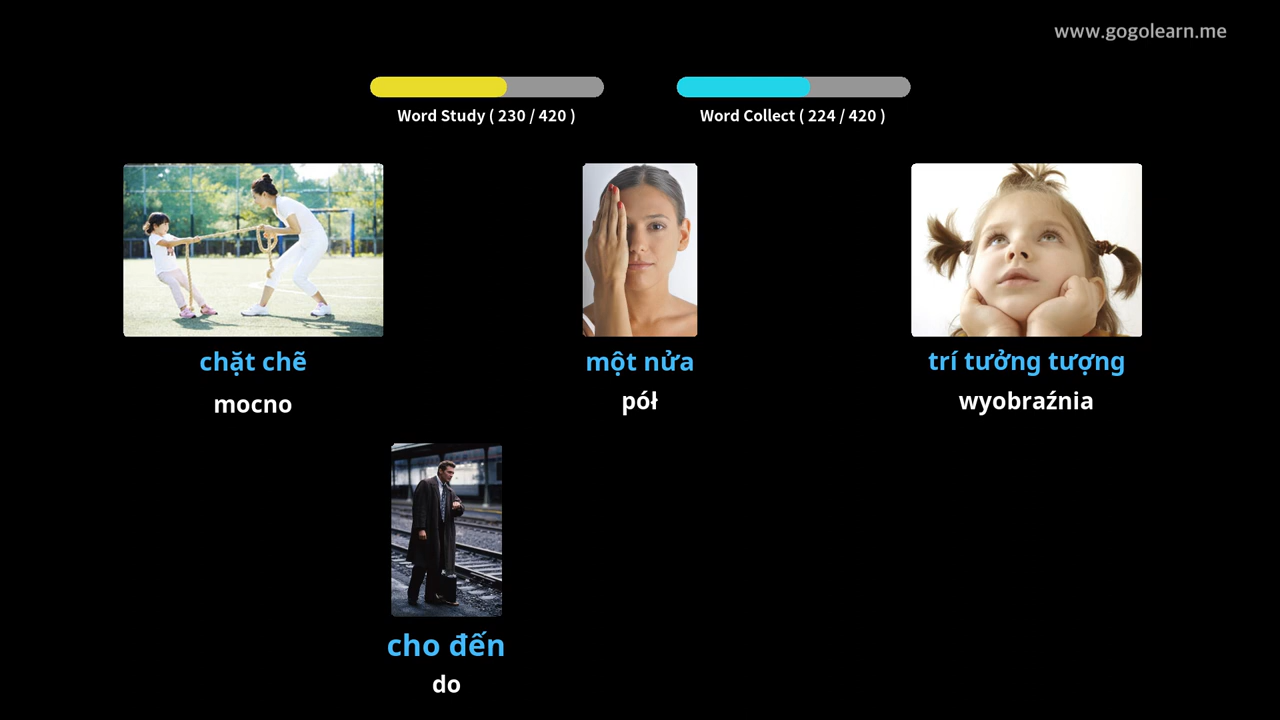 www.gogolearn.me
Word Study ( 230 / 420 )
Word Collect ( 224 / 420 )
chặt chẽ
một nửa
trí tưởng tượng
mocno
pół
wyobraźnia
cho đến
do